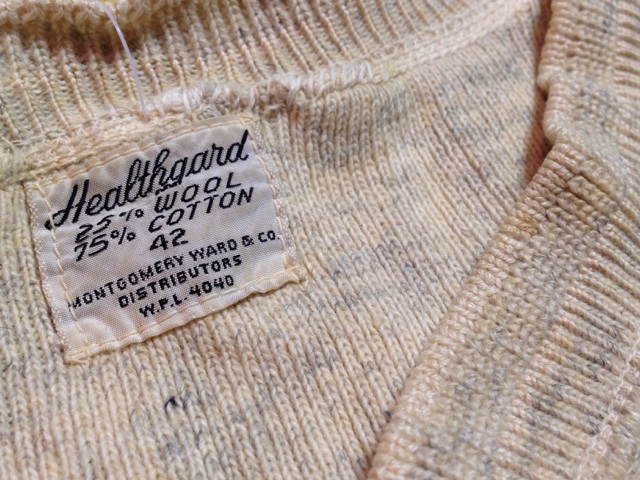 Healthgard
25% WOOL
75% COTTON
42
MONTGOMERY WARD & CO.
DISTRIBUTORS
W.P.L. 4040